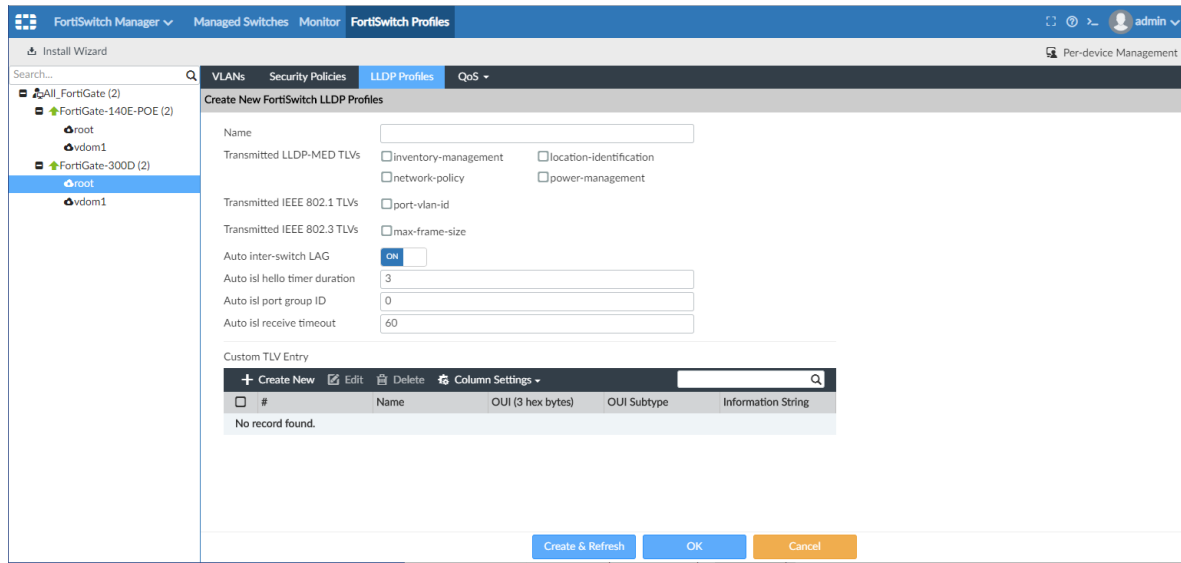 FortiSwitch Manager Managed Switches Monitor FortiSwitch Profiles admin
Install Wizard Per-device Management
Search...
VLANs Security Policies LLDP Profiles QoS
All_FortiGate (2)
FortiGate-140E-POE (2)
root
vdom1
FortiGate-300D (2)
root
vdom1
Create New FortiSwitch LLDP Profiles
Name
Transmitted LLDP-MED TLVs inventory-management location-identification
network-policy power-management
Transmitted IEEE 802.1 TLVs port-vlan-id
Transmitted IEEE 802.3 TLVs max-frame-size
Auto inter-switch LAG ON
Auto isl hello timer duration 3
Auto isl port group ID 0
Auto isl receive timeout 60
Custom TLV Entry
Create New Edit Delete Column Settings
# Name OUI (3 hex bytes) OUI Subtype Information String
No record found.
Create & Refresh OK Cancel